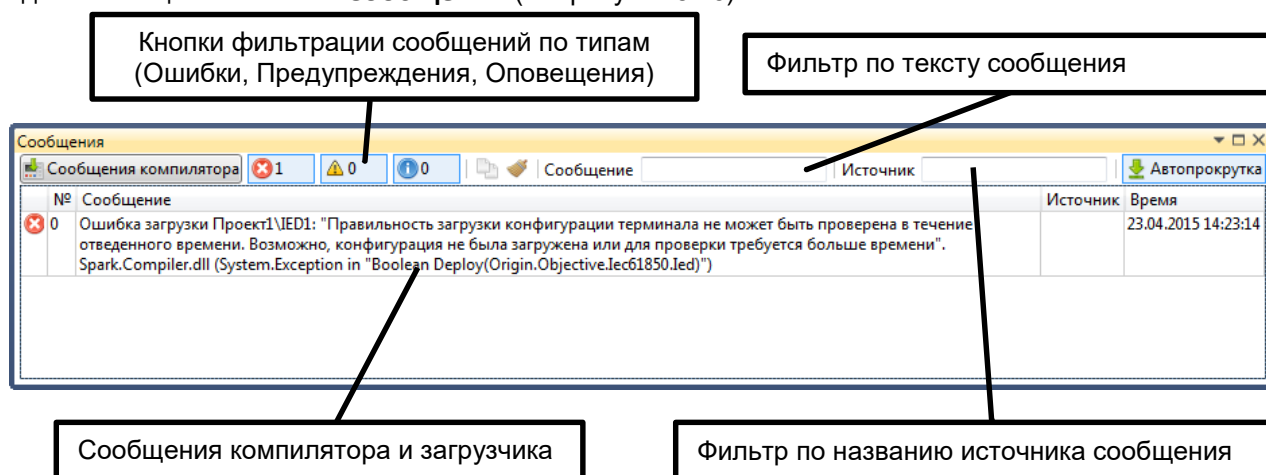 Кнопки фильтрации сообщений по типам
(Ошибки, Предупреждения, Оповещения)
Фильтр по тексту сообщения
Сообщения
Сообщения компилятора 1 0 0 Сообщение Источник Автопрокрутка
№ Сообщение Источник Время
0 Ошибка загрузки Проект1\IED1: "Правильность загрузки конфигурации терминала не может быть проверена в течение 23.04.2015 14:23:14
отведенного времени. Возможно, конфигурация не была загружена или для проверки требуется больше времени".
Spark.Compiler.dll (System.Exception in "Boolean Deploy(Origin.Objective.Iec61850.Ied)")
Сообщения компилятора и загрузчика
Фильтр по названию источника сообщения